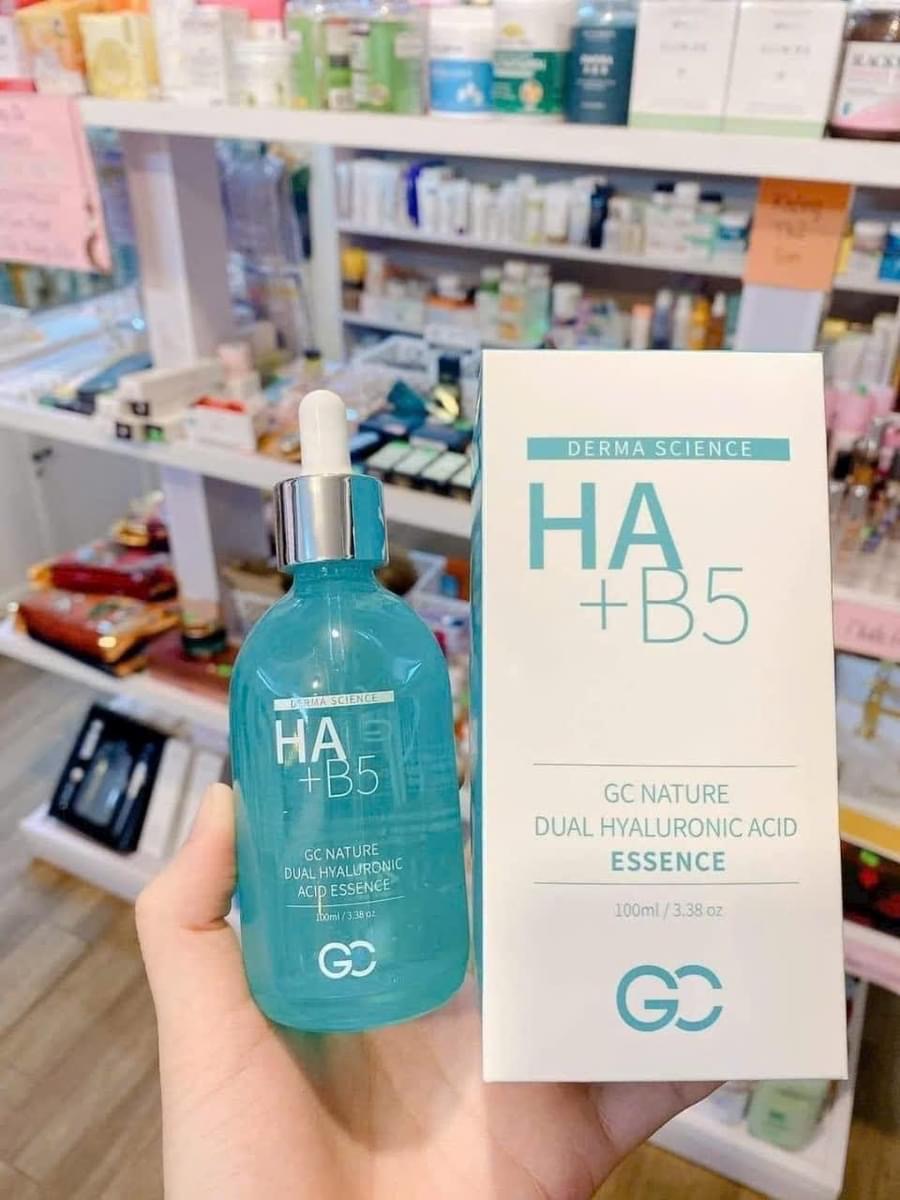 DERMA SCIENCE
HA
+B5
GC NATURE
DUAL HYALURONIC
ACID ESSENCE
100ml / 3.38 oz
GC
DERMA SCIENCE
HA
+B5
GC NATURE
DUAL HYALURONIC ACID
ESSENCE
100ml / 3.38 oz
GC